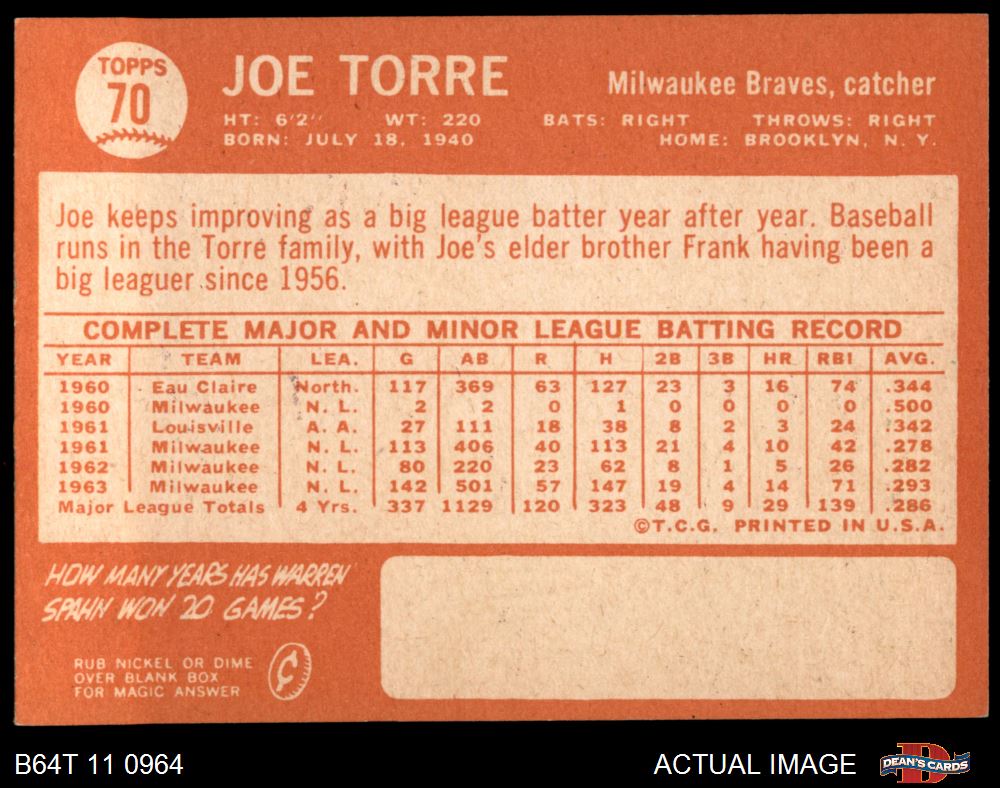 TOPPS
70
JOE TORRE
Milwaukee Braves, catcher
HT: 6'2" WT: 220 BATS: RIGHT THROWS: RIGHT
BORN: JULY 18, 1940 HOME: BROOKLYN, N. Y.
Joe keeps improving as a big league batter year after year. Baseball
runs in the Torre family, with Joe's elder brother Frank having been a
big leaguer since 1956.
COMPLETE MAJOR AND MINOR LEAGUE BATTING RECORD
YEAR TEAM LEA. G AB R H 2B 3B HR RBI AVG.
1960 Eau Claire North. 117 369 63 127 23 3 16 74 .344
1960 Milwaukee N. L. 2 2 0 1 0 0 0 0 .500
1961 Louisville A. A. 27 111 18 38 8 2 3 24 .342
1961 Milwaukee N. L. 113 406 40 113 21 4 10 42 .278
1962 Milwaukee N. L. 80 220 23 62 8 1 5 26 .282
1963 Milwaukee N. L. 142 501 57 147 19 4 14 71 .293
Major League Totals 4 Yrs. 337 1129 120 323 48 9 29 139 .286
©T.C.G. PRINTED IN U.S.A.
HOW MANY YEARS HAS WARREN
SPAHN WON 20 GAMES?
RUB NICKEL OR DIME
OVER BLANK BOX
FOR MAGIC ANSWER
¢
B64T 11 0964 ACTUAL IMAGE
DEAN'S CARDS